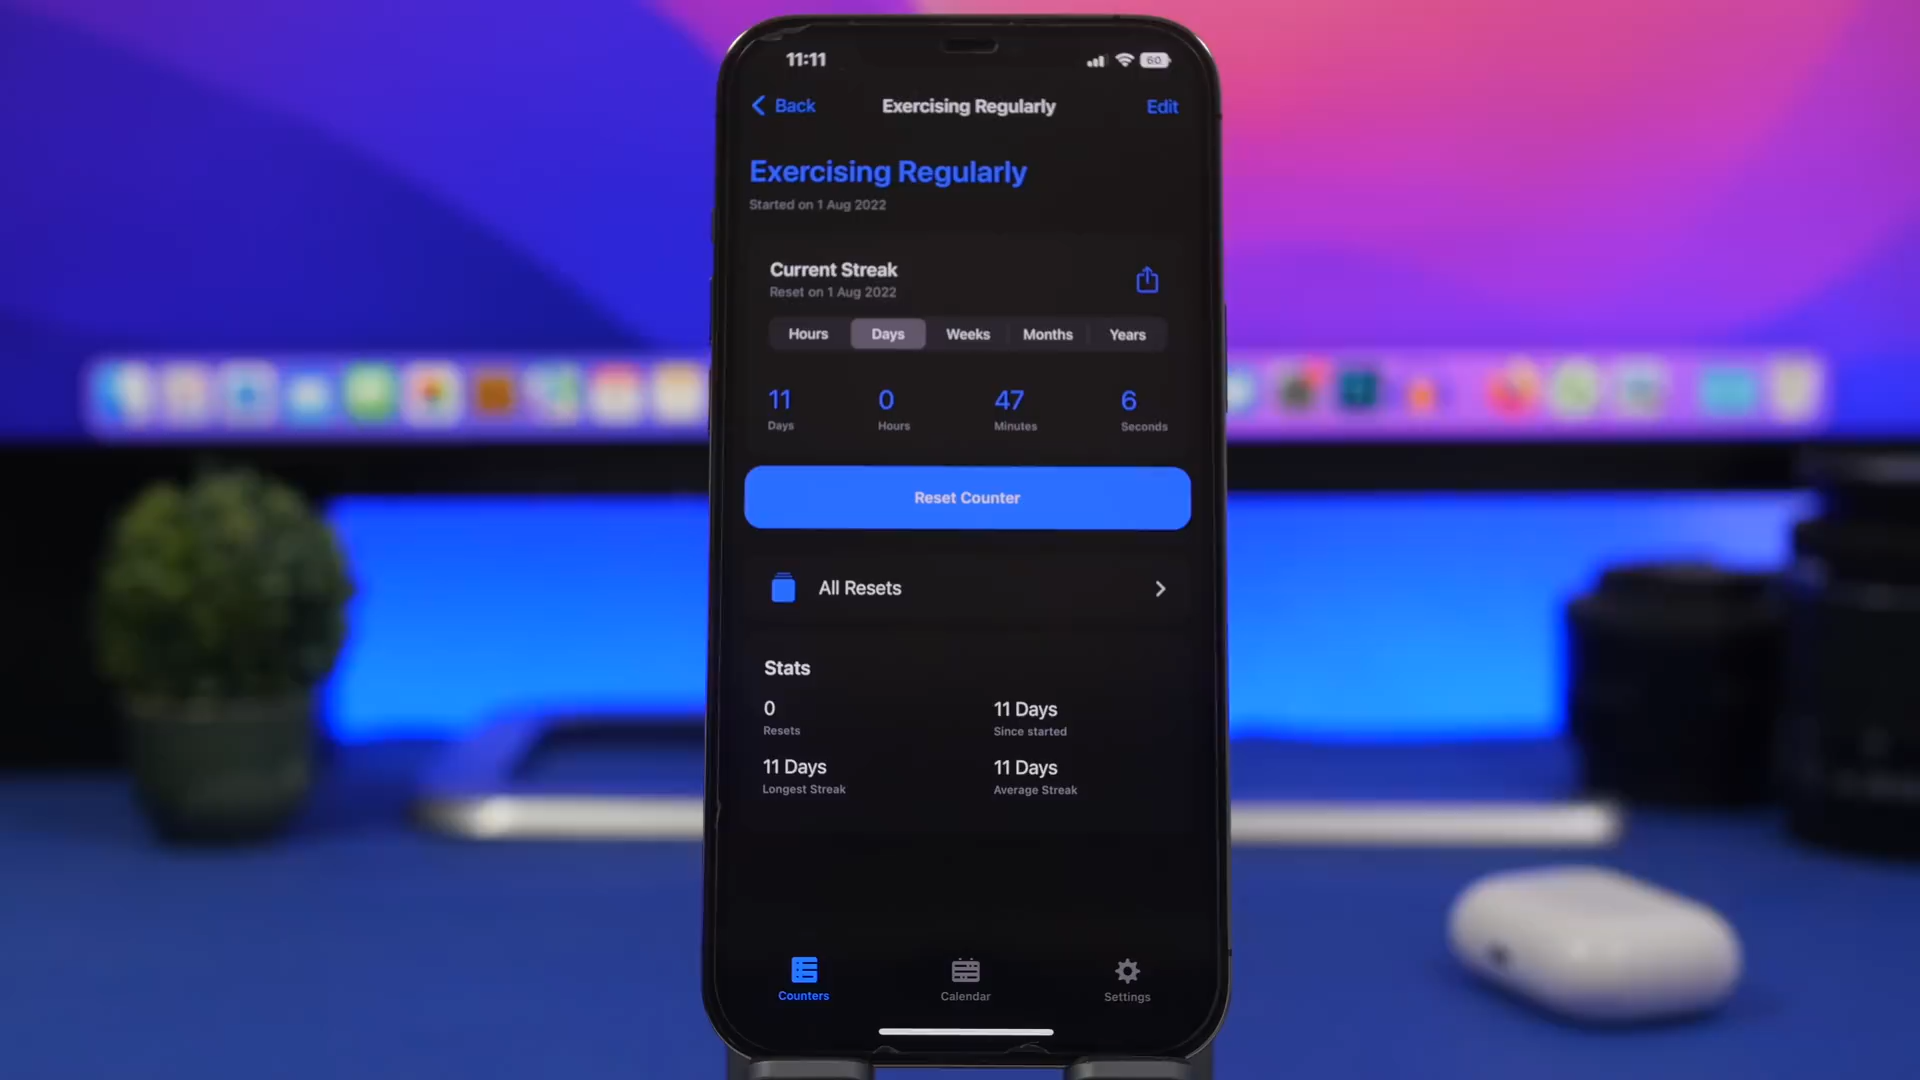 11:11
60
Back
Exercising Regularly
Edit
Exercising Regularly
Started on 1 Aug 2022
Current Streak
Reset on 1 Aug 2022
Hours Days Weeks Months Years
11 0 47 6
Days Hours Minutes Seconds
Reset Counter
All Resets
Stats
0 11 Days
Resets Since started
11 Days 11 Days
Longest Streak Average Streak
Counters Calendar Settings